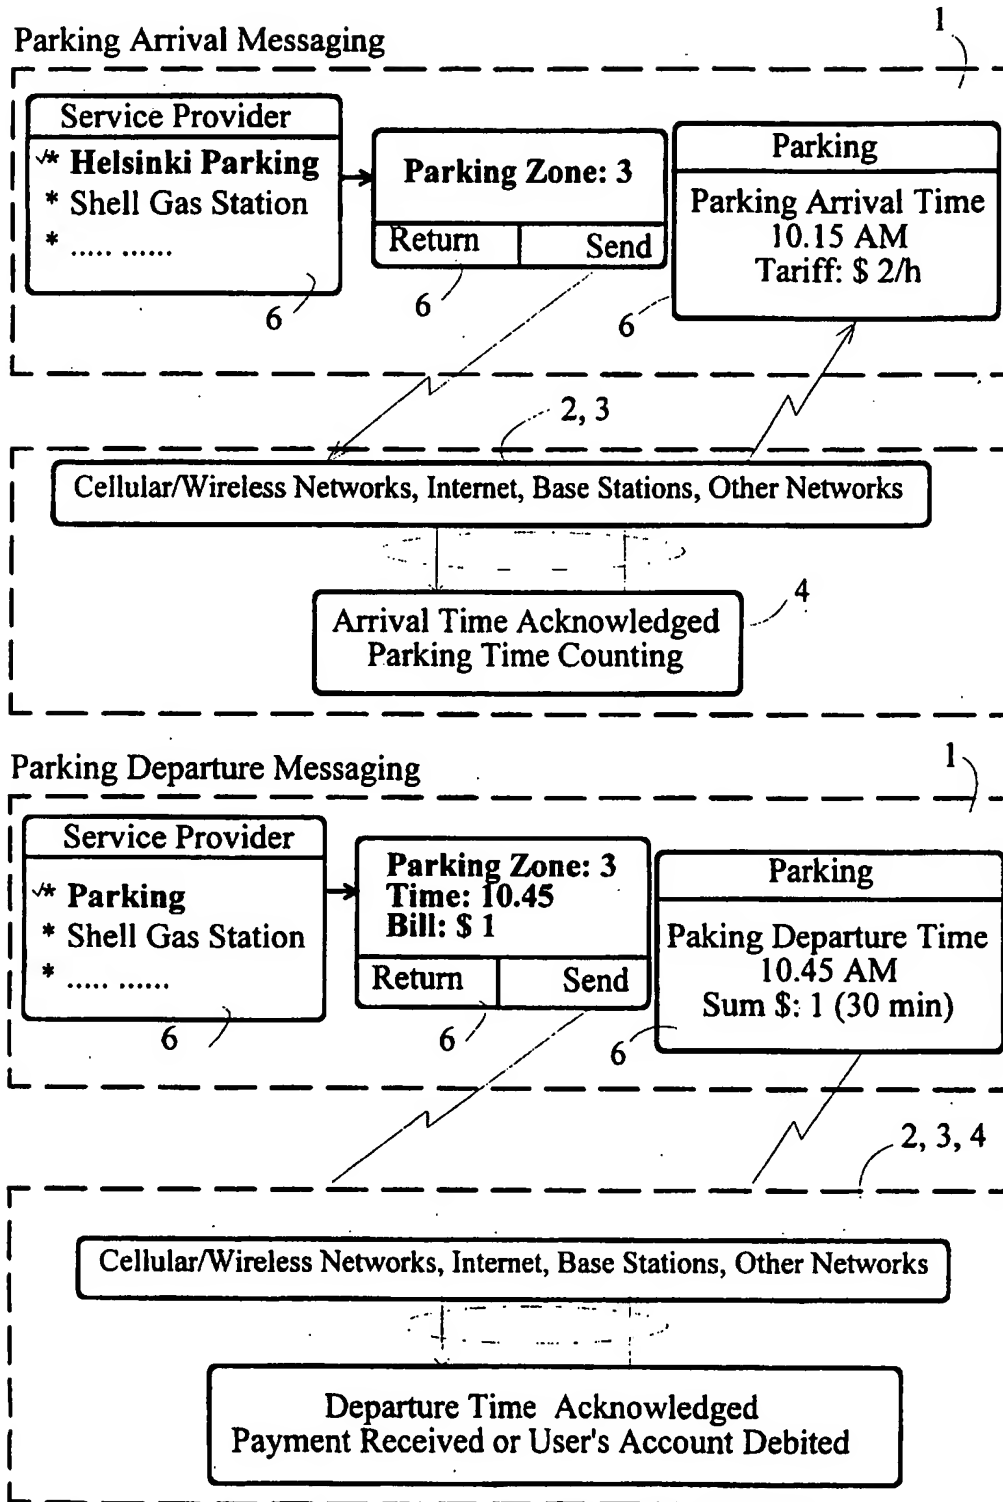 1
Parking Arrival Messaging
Service Provider
√* Helsinki Parking
* Shell Gas Station
* ..... ......
6
Parking Zone: 3
Return Send
6
Parking
Parking Arrival Time
10.15 AM
Tariff: $ 2/h
6
2, 3
Cellular/Wireless Networks, Internet, Base Stations, Other Networks
4
Arrival Time Acknowledged
Parking Time Counting
Parking Departure Messaging
1
Service Provider
√* Parking
* Shell Gas Station
* ..... ......
6
Parking Zone: 3
Time: 10.45
Bill: $ 1
Return Send
6
Parking
Paking Departure Time
10.45 AM
Sum $: 1 (30 min)
6
2, 3, 4
Cellular/Wireless Networks, Internet, Base Stations, Other Networks
Departure Time Acknowledged
Payment Received or User's Account Debited